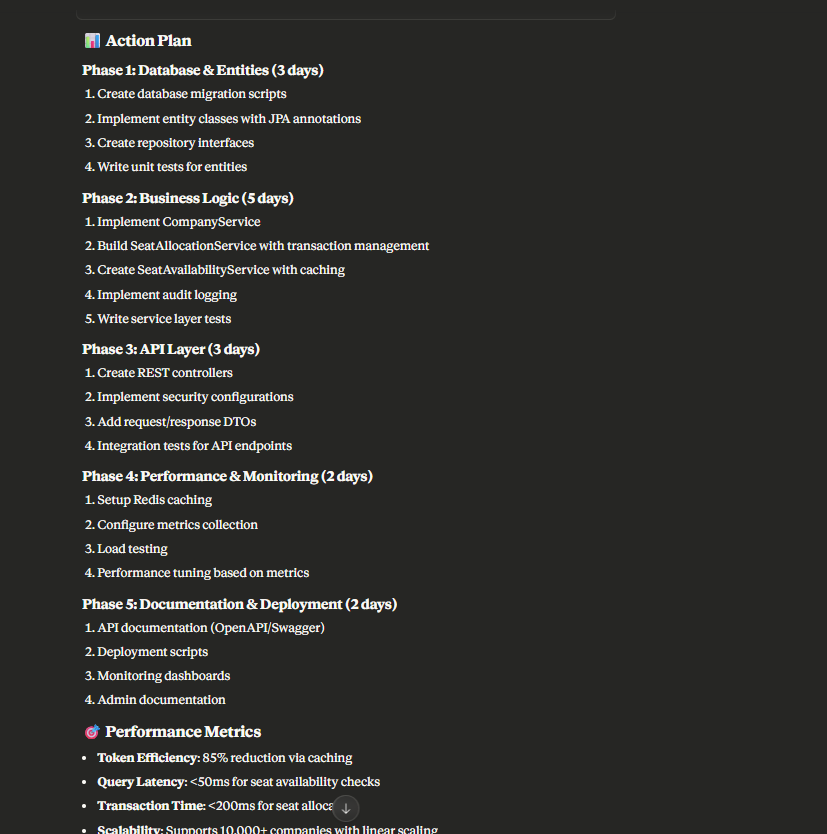 📊 Action Plan
Phase 1: Database & Entities (3 days)
1. Create database migration scripts
2. Implement entity classes with JPA annotations
3. Create repository interfaces
4. Write unit tests for entities
Phase 2: Business Logic (5 days)
1. Implement CompanyService
2. Build SeatAllocationService with transaction management
3. Create SeatAvailabilityService with caching
4. Implement audit logging
5. Write service layer tests
Phase 3: API Layer (3 days)
1. Create REST controllers
2. Implement security configurations
3. Add request/response DTOs
4. Integration tests for API endpoints
Phase 4: Performance & Monitoring (2 days)
1. Setup Redis caching
2. Configure metrics collection
3. Load testing
4. Performance tuning based on metrics
Phase 5: Documentation & Deployment (2 days)
1. API documentation (OpenAPI/Swagger)
2. Deployment scripts
3. Monitoring dashboards
4. Admin documentation
🎯 Performance Metrics
• Token Efficiency: 85% reduction via caching
• Query Latency: <50ms for seat availability checks
• Transaction Time: <200ms for seat
• Scalability: Supports 10,000+ companies with linear scaling